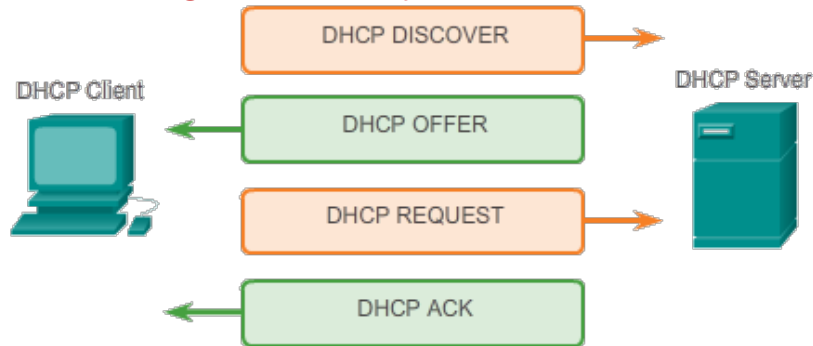 DHCP DISCOVER
DHCP Client
DHCP Server
DHCP OFFER
DHCP REQUEST
DHCP ACK